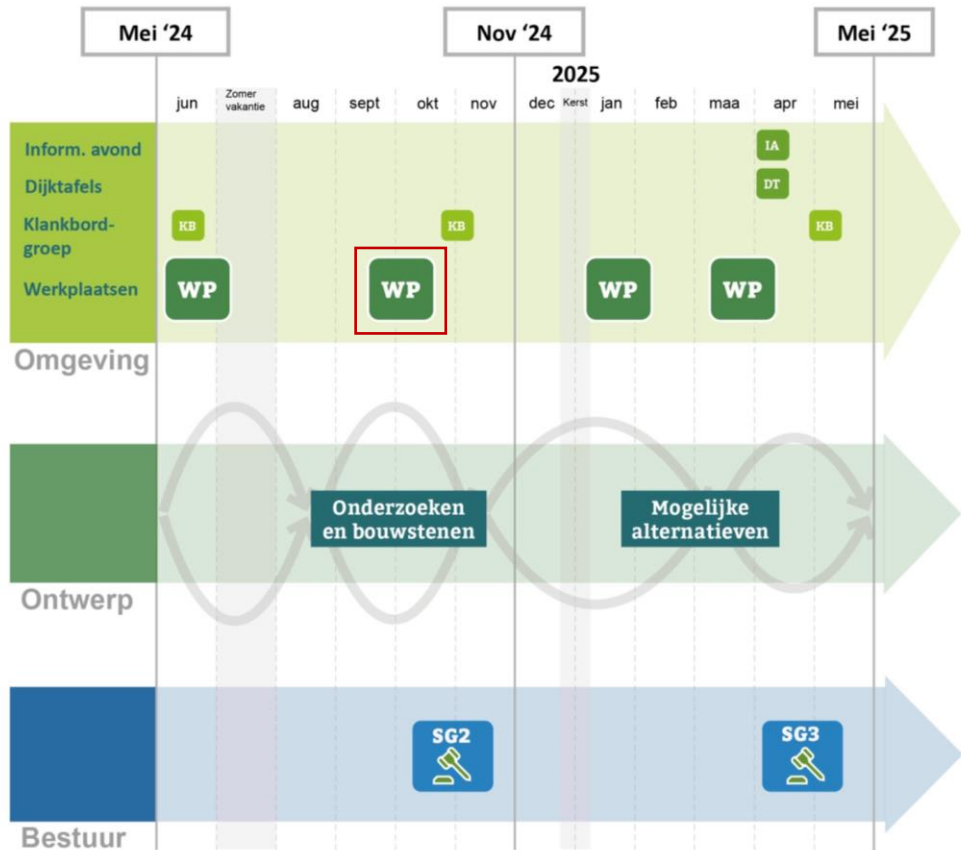 Mei ‘24
Nov ‘24
Mei ‘25
2025
jun
Zomer
vakantie
aug
sept
okt
nov
dec
Kerst
jan
feb
maa
apr
mei
Inform. avond
IA
Dijktafels
DT
Klankbord-
groep
KB
KB
KB
Werkplaatsen
WP
WP
WP
WP
Omgeving
Onderzoeken
en bouwstenen
Mogelijke
alternatieven
Ontwerp
SG2
SG3
Bestuur